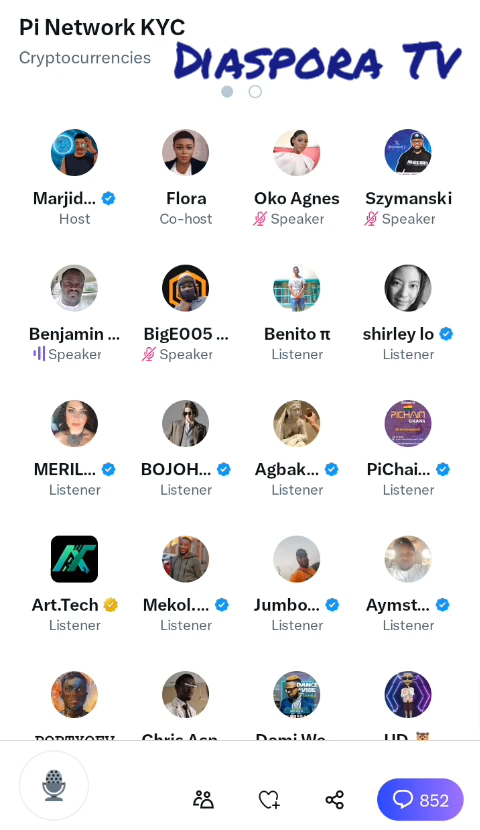 Pi Network KYC
Cryptocurrencies
Diaspora Tv
Marjid... Flora Oko Agnes Szymanski
Host Co-host Speaker Speaker
Benjamin ... BigE005 ... Benito π shirley lo
Speaker Speaker Listener Listener
MERIL... BOJOH... Agbak... PiChai...
Listener Listener Listener Listener
Art.Tech Mekol.... Jumbo... Aymst...
Listener Listener Listener Listener
852